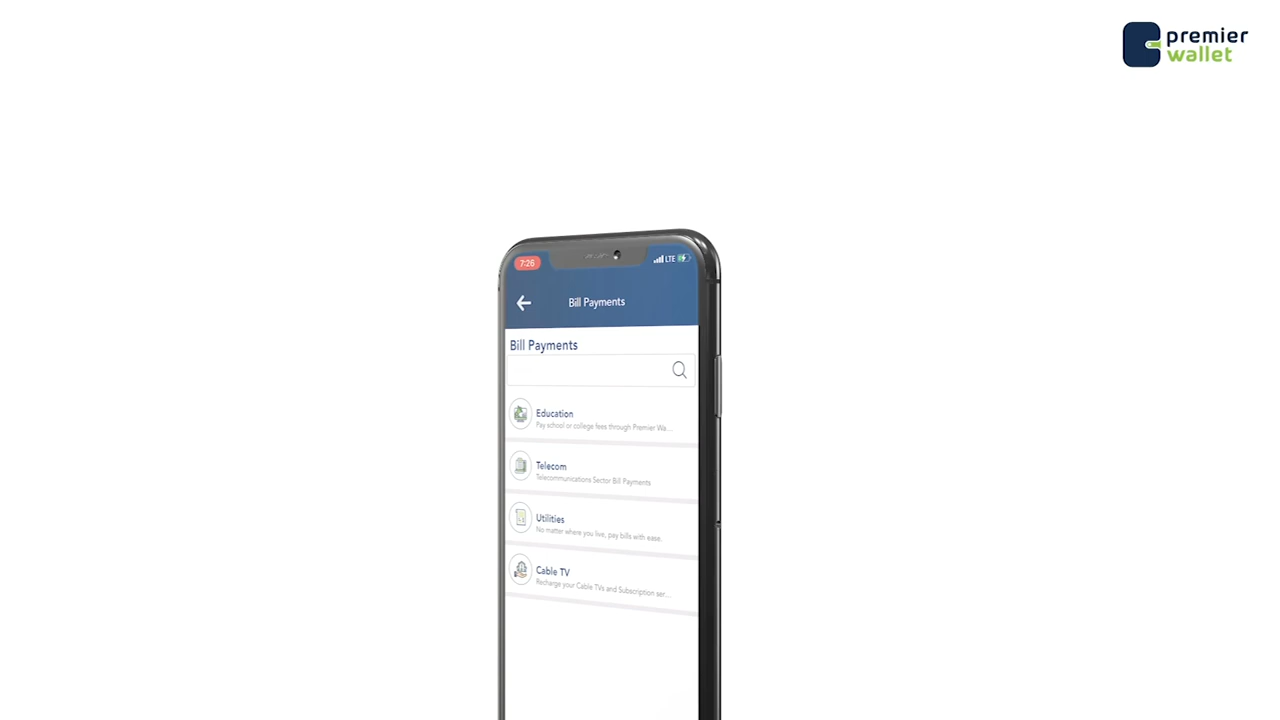 premier
wallet
7:26
LTE
Bill Payments
Bill Payments
Education
Pay school or college fees through Premier Wa...
Telecom
Telecommunications Sector Bill Payments
Utilities
No matter where you live, pay bills with ease.
Cable TV
Recharge your Cable TVs and Subscription ser...